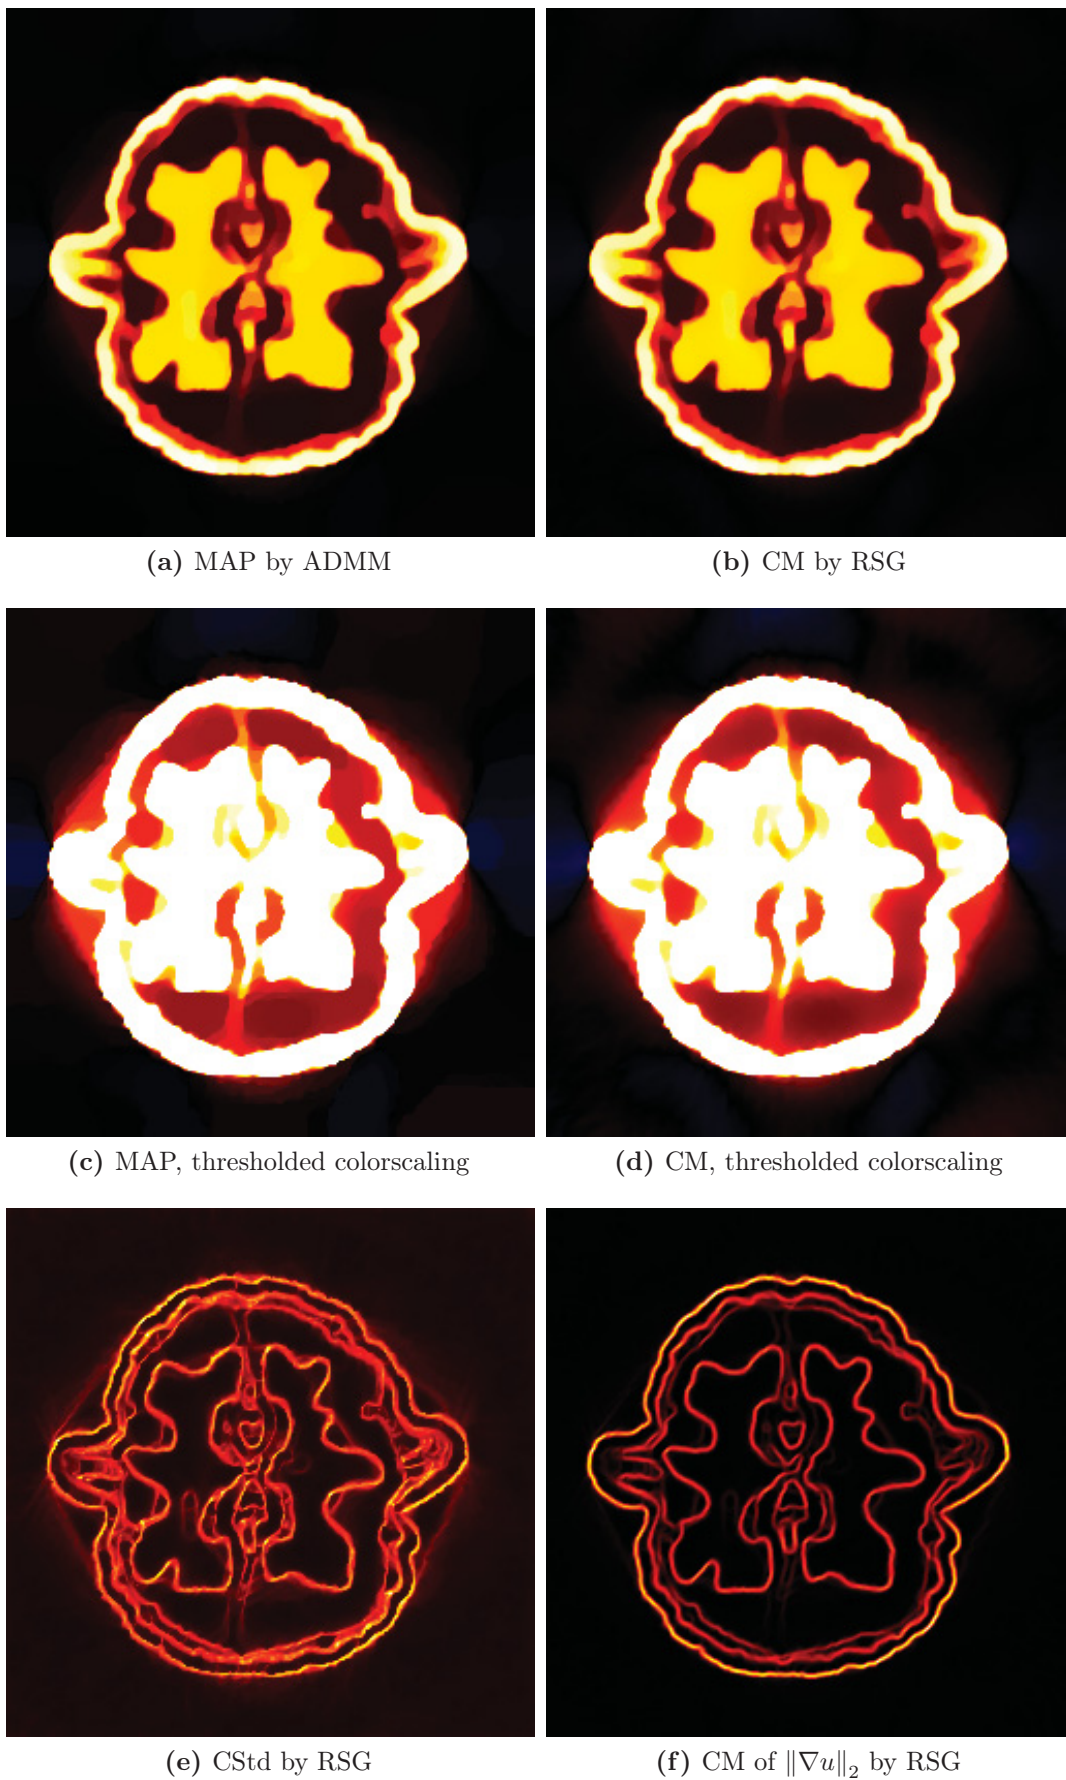 (a) MAP by ADMM
(b) CM by RSG
(c) MAP, thresholded colorscaling
(d) CM, thresholded colorscaling
(e) CStd by RSG
(f) CM of ‖∇u‖₂ by RSG